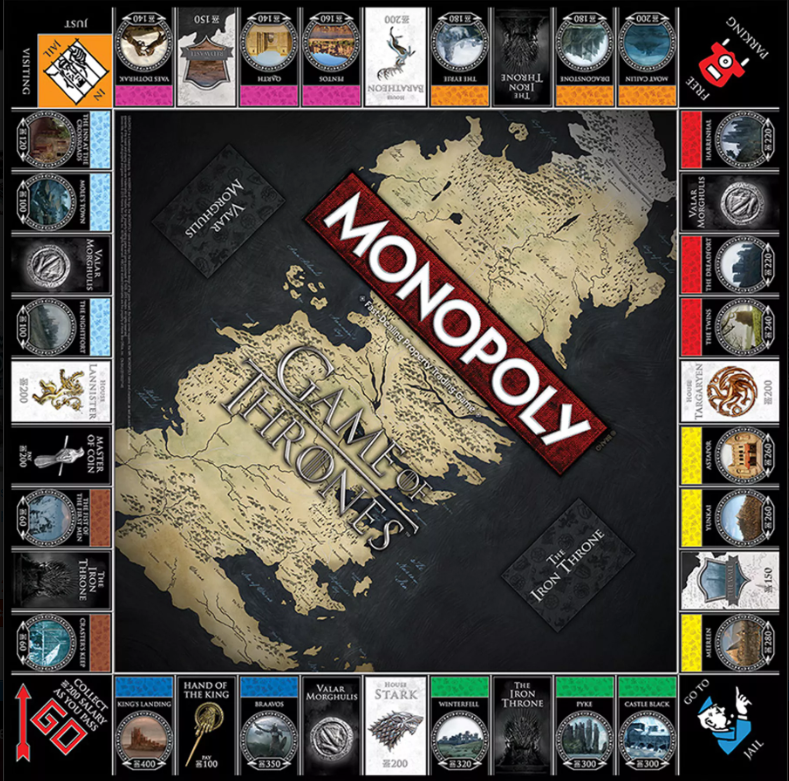 JUST
VISITING
IN
JAIL
VAES DOTHRAK
140
150
QARTH
140
PENTOS
160
HOUSE
BARATHEON
200
THE EYRIE
180
THE
IRON
THRONE
DRAGONSTONE
180
MOAT CAILIN
200
FREE
PARKING
THE INN AT THE
CROSSROADS
120
MOLE'S TOWN
100
VALAR
MORGHULIS
THE NIGHTFORT
100
HOUSE
LANNISTER
200
MASTER
OF COIN
PAY
200
THE FIST OF
THE FIRST MEN
60
THE
IRON
THRONE
CRASTER'S KEEP
60
VALAR
MORGHULIS
MONOPOLY
Fast-Dealing Property Trading Game
GAME OF
THRONES
THE
IRON THRONE
HARRENHAL
220
VALAR
MORGHULIS
THE DREADFORT
220
THE TWINS
240
HOUSE
TARGARYEN
200
ASTAPOR
260
YUNKAI
260
150
MEEREEN
280
COLLECT
200 SALARY
AS YOU PASS
GO
KING'S LANDING
400
HAND OF
THE KING
PAY
100
BRAAVOS
350
VALAR
MORGHULIS
HOUSE
STARK
200
WINTERFELL
320
THE
IRON
THRONE
PYKE
300
CASTLE BLACK
300
GO TO
JAIL